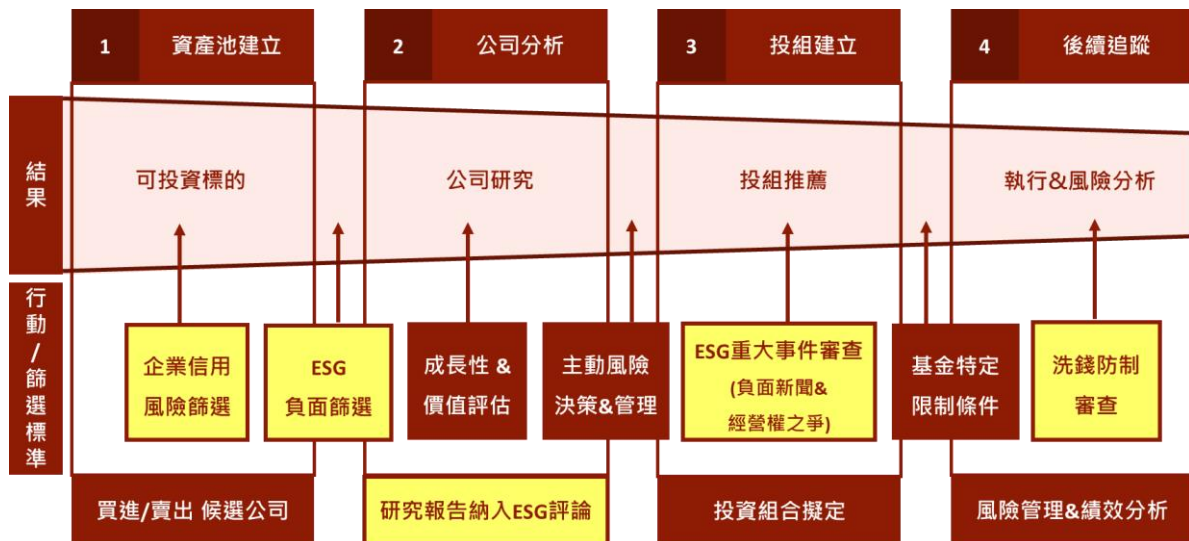 1 資產池建立
2 公司分析
3 投組建立
4 後續追蹤
結果
可投資標的
公司研究
投組推薦
執行&風險分析
行動/篩選標準
企業信用
風險篩選
ESG
負面篩選
成長性 &
價值評估
主動風險
決策&管理
ESG重大事件審查
(負面新聞&
經營權之爭)
基金特定
限制條件
洗錢防制
審查
買進/賣出 候選公司
研究報告納入ESG評論
投資組合擬定
風險管理&績效分析